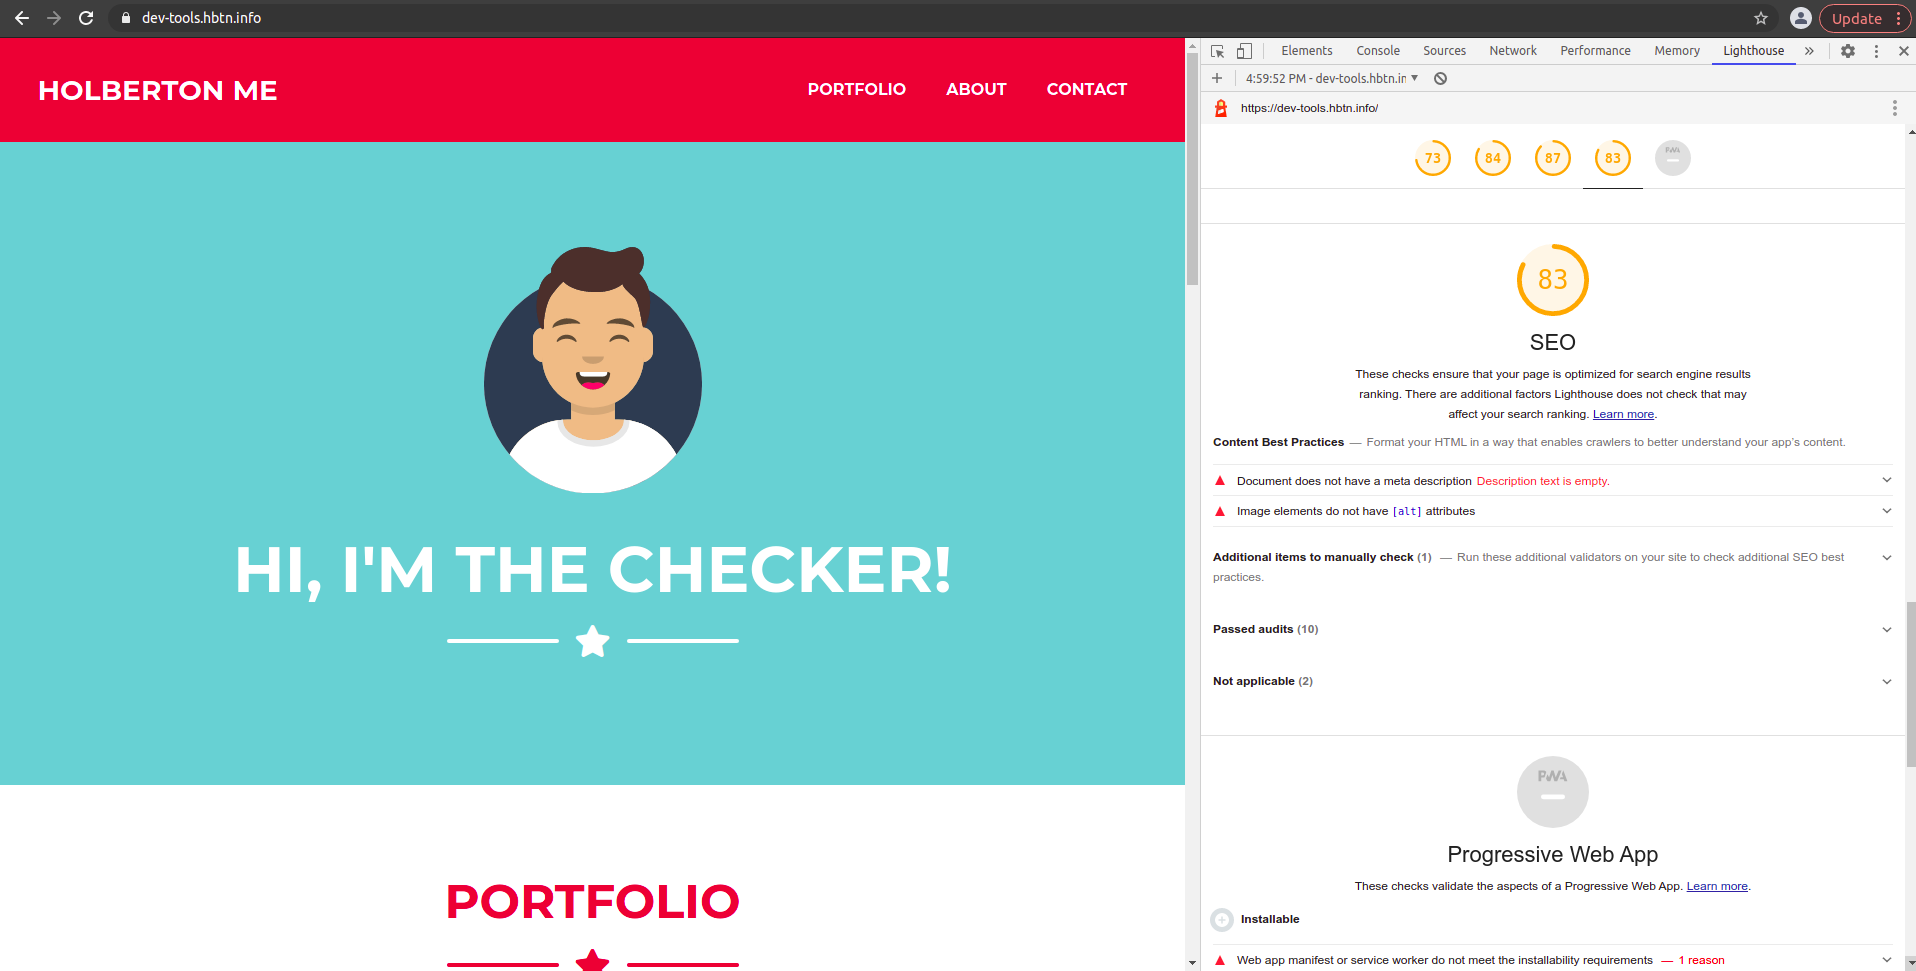 dev-tools.hbtn.info
Update
HOLBERTON ME
PORTFOLIO ABOUT CONTACT
HI, I'M THE CHECKER!
PORTFOLIO
Elements Console Sources Network Performance Memory Lighthouse
4:59:52 PM - dev-tools.hbtn.in
https://dev-tools.hbtn.info/
73 84 87 83 PWA
83
SEO
These checks ensure that your page is optimized for search engine results
ranking. There are additional factors Lighthouse does not check that may
affect your search ranking. Learn more.
Content Best Practices — Format your HTML in a way that enables crawlers to better understand your app's content.
Document does not have a meta description Description text is empty.
Image elements do not have [alt] attributes
Additional items to manually check (1) — Run these additional validators on your site to check additional SEO best
practices.
Passed audits (10)
Not applicable (2)
PWA
Progressive Web App
These checks validate the aspects of a Progressive Web App. Learn more.
Installable
Web app manifest or service worker do not meet the installability requirements — 1 reason